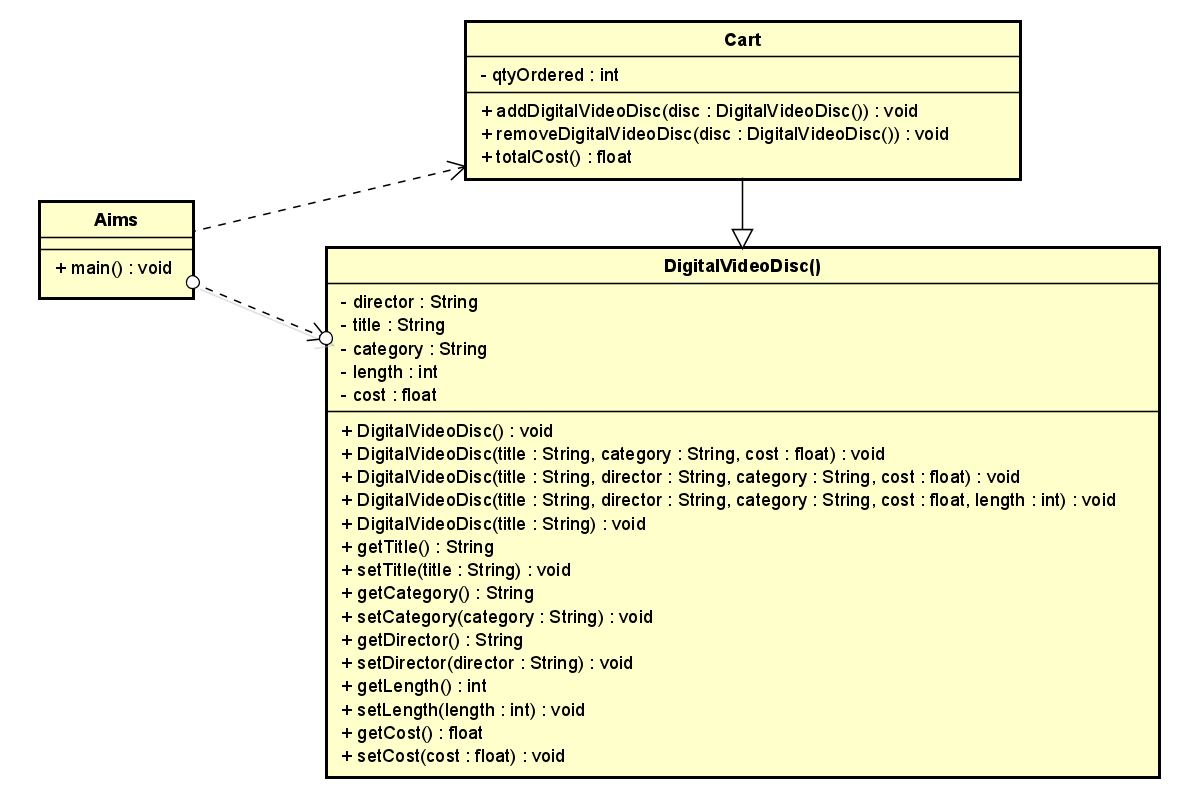 Cart
- qtyOrdered : int
+ addDigitalVideoDisc(disc : DigitalVideoDisc()) : void
+ removeDigitalVideoDisc(disc : DigitalVideoDisc()) : void
+ totalCost() : float
Aims
+ main() : void
DigitalVideoDisc()
- director : String
- title : String
- category : String
- length : int
- cost : float
+ DigitalVideoDisc() : void
+ DigitalVideoDisc(title : String, category : String, cost : float) : void
+ DigitalVideoDisc(title : String, director : String, category : String, cost : float) : void
+ DigitalVideoDisc(title : String, director : String, category : String, cost : float, length : int) : void
+ DigitalVideoDisc(title : String) : void
+ getTitle() : String
+ setTitle(title : String) : void
+ getCategory() : String
+ setCategory(category : String) : void
+ getDirector() : String
+ setDirector(director : String) : void
+ getLength() : int
+ setLength(length : int) : void
+ getCost() : float
+ setCost(cost : float) : void